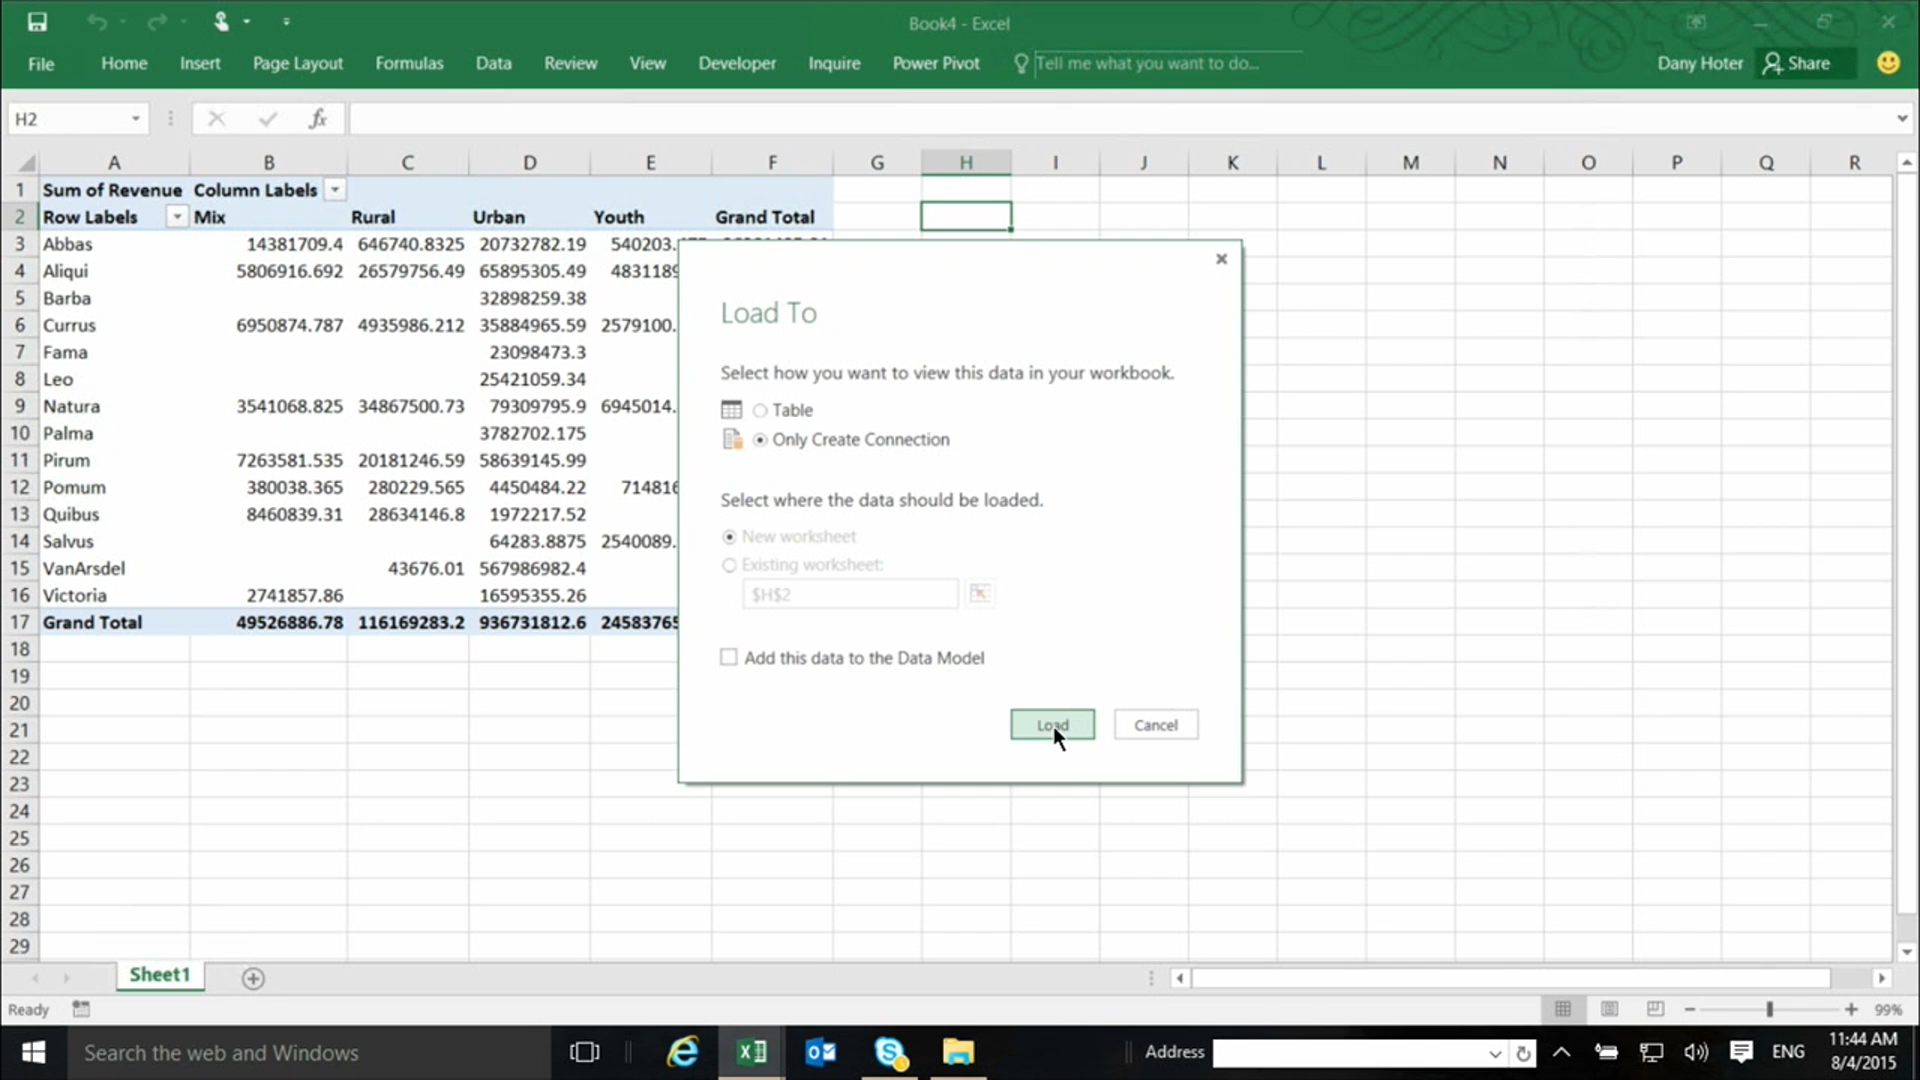 Book4 - Excel
File Home Insert Page Layout Formulas Data Review View Developer Inquire Power Pivot Tell me what you want to do... Dany Hoter Share
H2 fx
A B C D E F G H I J K L M N O P Q R
1 Sum of Revenue Column Labels
2 Row Labels Mix Rural Urban Youth Grand Total
3 Abbas 14381709.4 646740.8325 20732782.19 540203.
4 Aliqui 5806916.692 26579756.49 65895305.49 4831189
5 Barba 32898259.38
6 Currus 6950874.787 4935986.212 35884965.59 2579100.
7 Fama 23098473.3
8 Leo 25421059.34
9 Natura 3541068.825 34867500.73 79309795.9 6945014.
10 Palma 3782702.175
11 Pirum 7263581.535 20181246.59 58639145.99
12 Pomum 380038.365 280229.565 4450484.22 714816
13 Quibus 8460839.31 28634146.8 1972217.52
14 Salvus 64283.8875 2540089.
15 VanArsdel 43676.01 567986982.4
16 Victoria 2741857.86 16595355.26
17 Grand Total 49526886.78 116169283.2 936731812.6 24583765
18
19
20
21
22
23
24
25
26
27
28
29
Load To
Select how you want to view this data in your workbook.
Table
Only Create Connection
Select where the data should be loaded.
New worksheet
Existing worksheet:
$H$2
Add this data to the Data Model
Load Cancel
Sheet1
Ready 99%
Search the web and Windows Address ENG 11:44 AM
8/4/2015